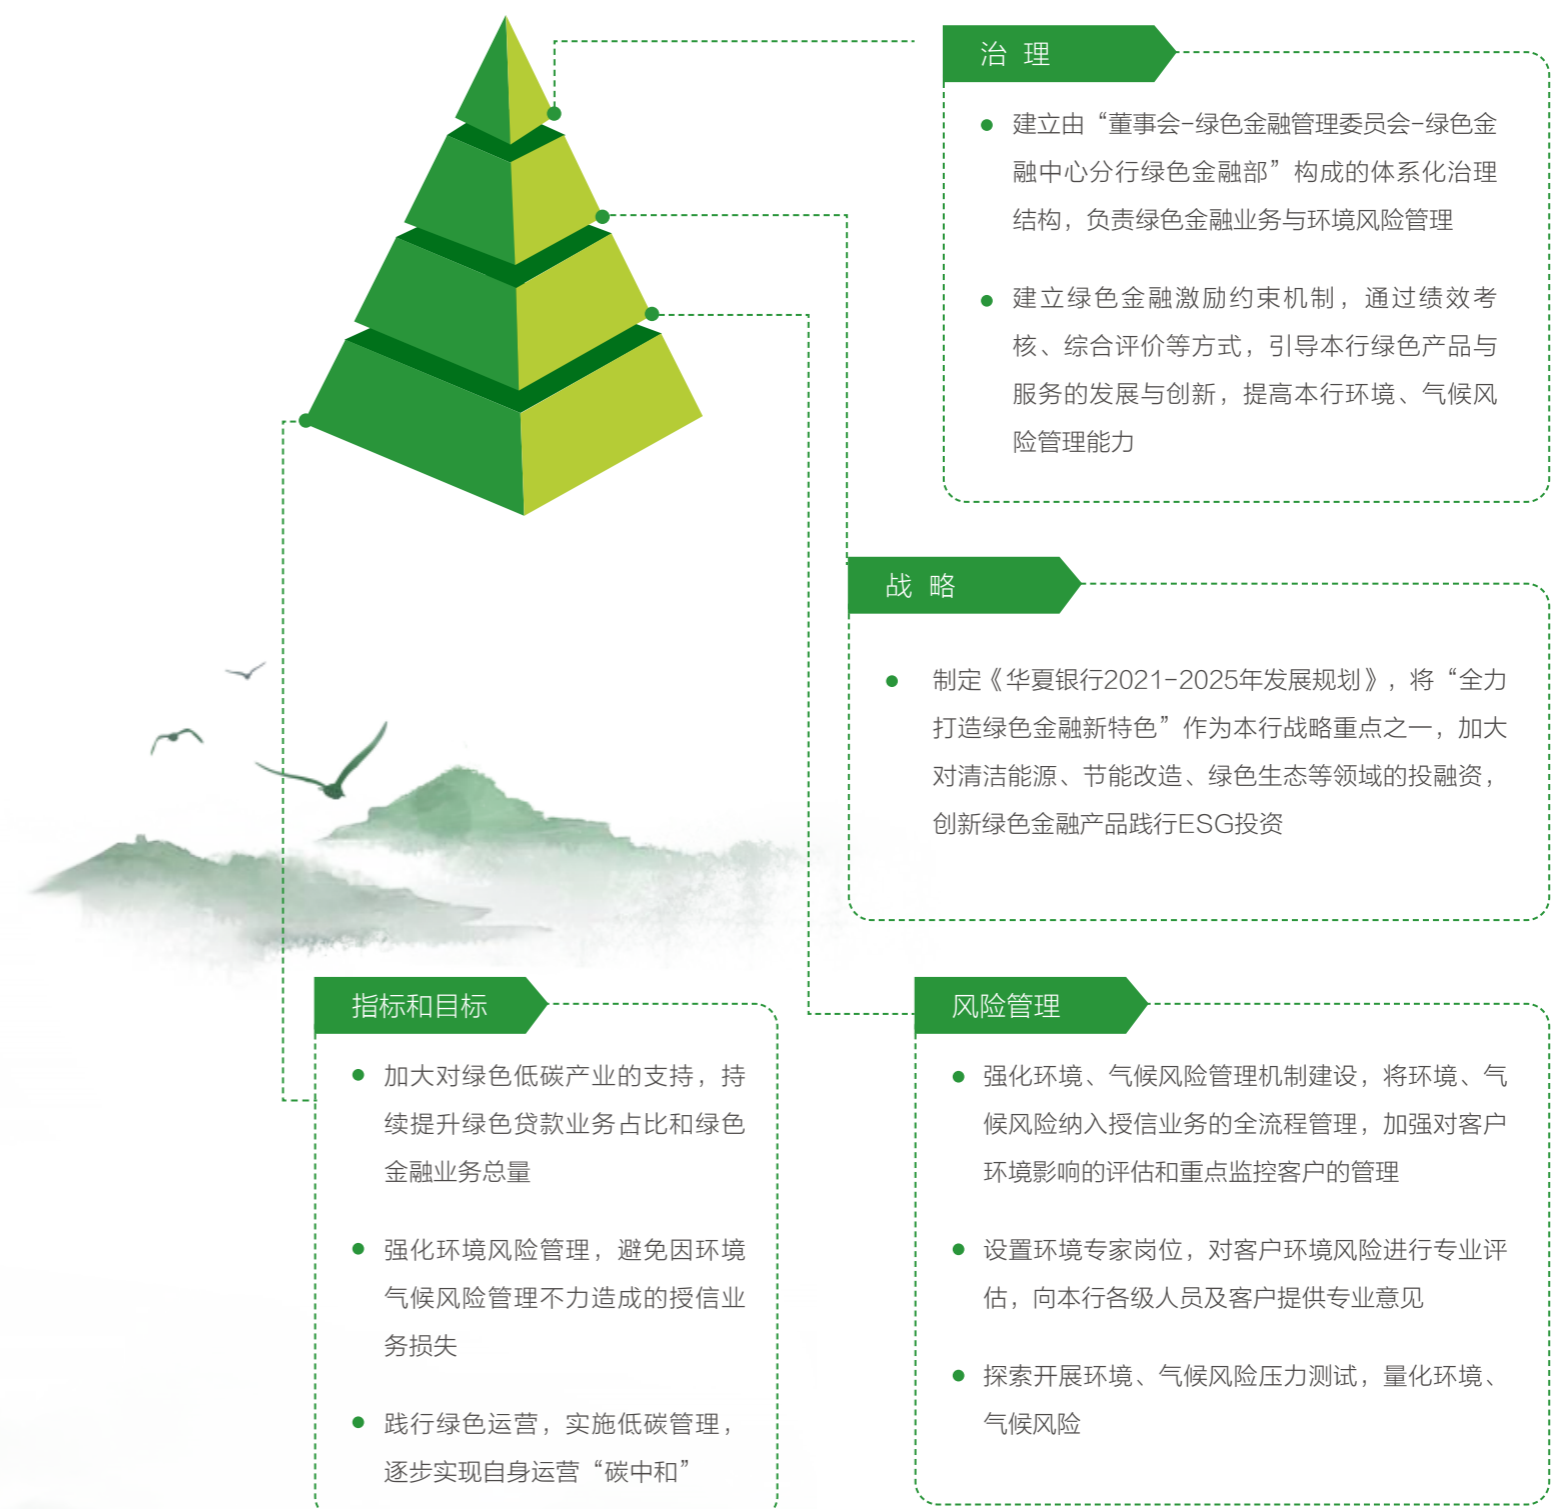 治 理
建立由“董事会-绿色金融管理委员会-绿色金
融中心分行绿色金融部”构成的体系化治理
结构，负责绿色金融业务与环境风险管理
建立绿色金融激励约束机制，通过绩效考
核、综合评价等方式，引导本行绿色产品与
服务的发展与创新，提高本行环境、气候风
险管理能力
战 略
制定《华夏银行2021-2025年发展规划》，将“全力
打造绿色金融新特色”作为本行战略重点之一，加大
对清洁能源、节能改造、绿色生态等领域的投融资，
创新绿色金融产品践行ESG投资
指标和目标
加大对绿色低碳产业的支持，持
续提升绿色贷款业务占比和绿色
金融业务总量
强化环境风险管理，避免因环境
气候风险管理不力造成的授信业
务损失
践行绿色运营，实施低碳管理，
逐步实现自身运营“碳中和”
风险管理
强化环境、气候风险管理机制建设，将环境、气
候风险纳入授信业务的全流程管理，加强对客户
环境影响的评估和重点监控客户的管理
设置环境专家岗位，对客户环境风险进行专业评
估，向本行各级人员及客户提供专业意见
探索开展环境、气候风险压力测试，量化环境、
气候风险